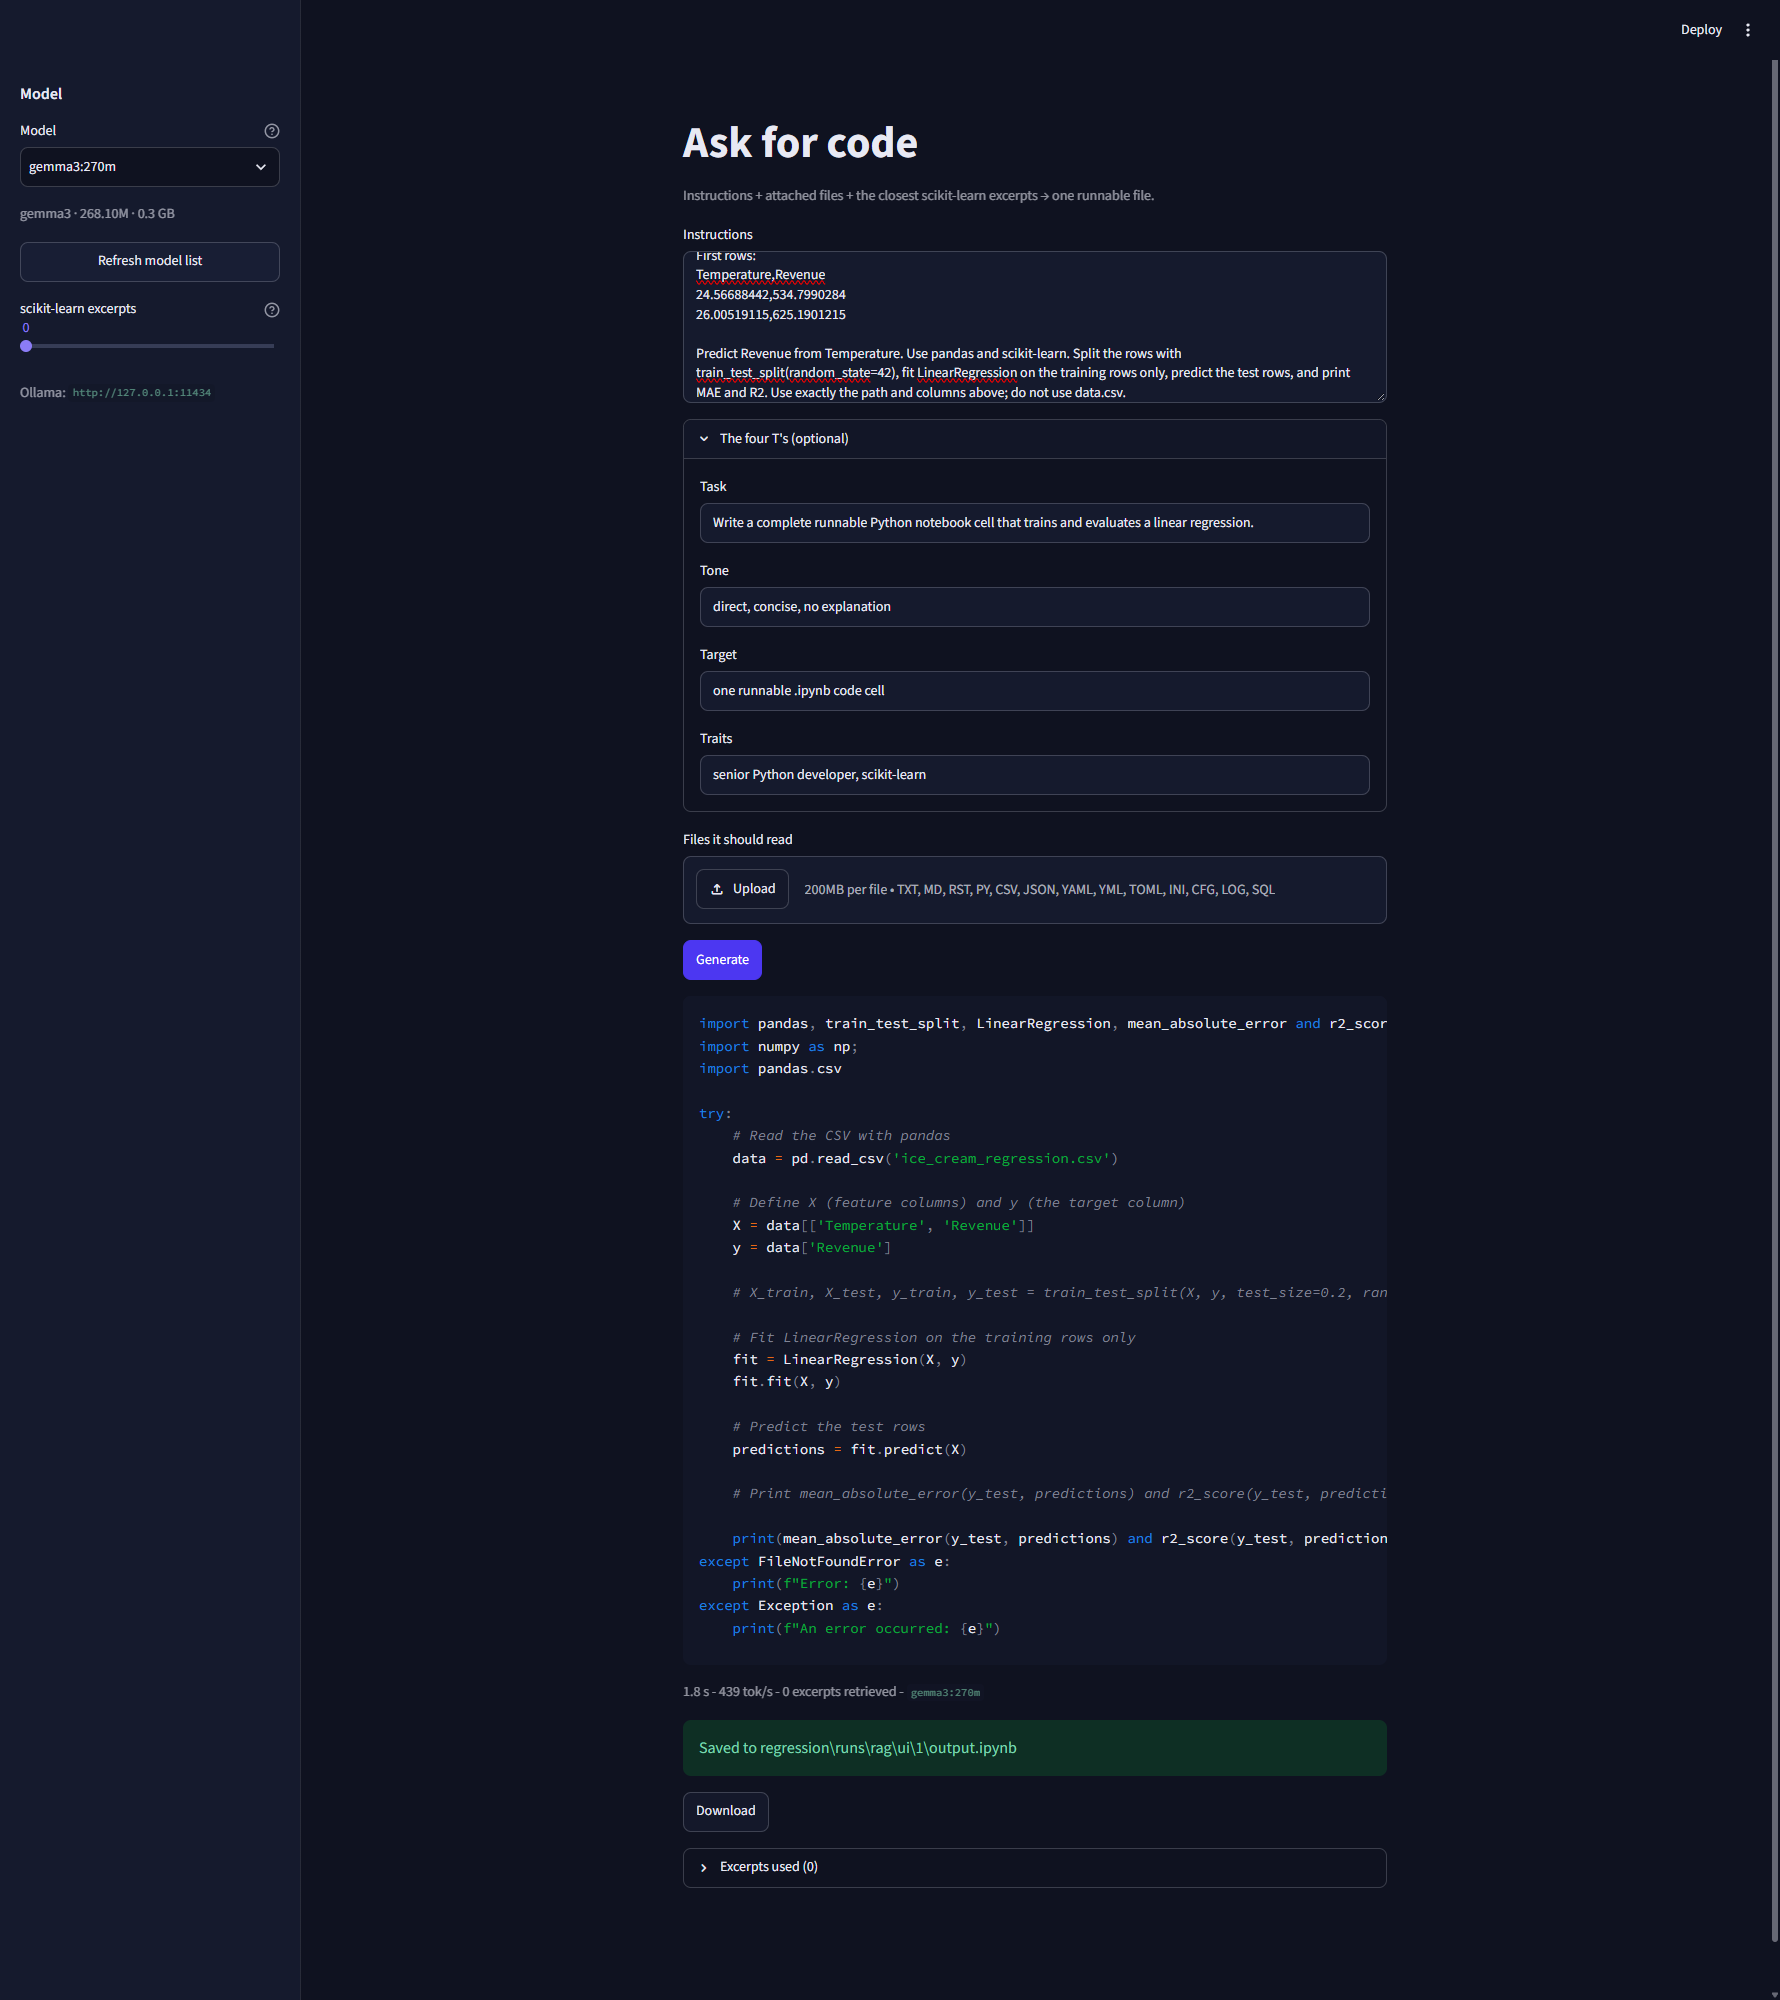 Deploy
Model
Model
gemma3:270m
gemma3 · 268.10M · 0.3 GB
Refresh model list
scikit-learn excerpts
0
Ollama: http://127.0.0.1:11434
Ask for code
Instructions + attached files + the closest scikit-learn excerpts → one runnable file.
Instructions
First rows:
Temperature,Revenue
24.56688442,534.7990284
26.00519115,625.1901215
Predict Revenue from Temperature. Use pandas and scikit-learn. Split the rows with
train_test_split(random_state=42), fit LinearRegression on the training rows only, predict the test rows, and print
MAE and R2. Use exactly the path and columns above; do not use data.csv.
The four T's (optional)
Task
Write a complete runnable Python notebook cell that trains and evaluates a linear regression.
Tone
direct, concise, no explanation
Target
one runnable .ipynb code cell
Traits
senior Python developer, scikit-learn
Files it should read
Upload
200MB per file • TXT, MD, RST, PY, CSV, JSON, YAML, YML, TOML, INI, CFG, LOG, SQL
Generate
import pandas, train_test_split, LinearRegression, mean_absolute_error and r2_scor
import numpy as np;
import pandas.csv
try:
# Read the CSV with pandas
data = pd.read_csv('ice_cream_regression.csv')
# Define X (feature columns) and y (the target column)
X = data[['Temperature', 'Revenue']]
y = data['Revenue']
# X_train, X_test, y_train, y_test = train_test_split(X, y, test_size=0.2, ran
# Fit LinearRegression on the training rows only
fit = LinearRegression(X, y)
fit.fit(X, y)
# Predict the test rows
predictions = fit.predict(X)
# Print mean_absolute_error(y_test, predictions) and r2_score(y_test, predicti
print(mean_absolute_error(y_test, predictions) and r2_score(y_test, prediction
except FileNotFoundError as e:
print(f"Error: {e}")
except Exception as e:
print(f"An error occurred: {e}")
1.8 s - 439 tok/s - 0 excerpts retrieved - gemma3:270m
Saved to regression\runs\rag\ui\1\output.ipynb
Download
Excerpts used (0)